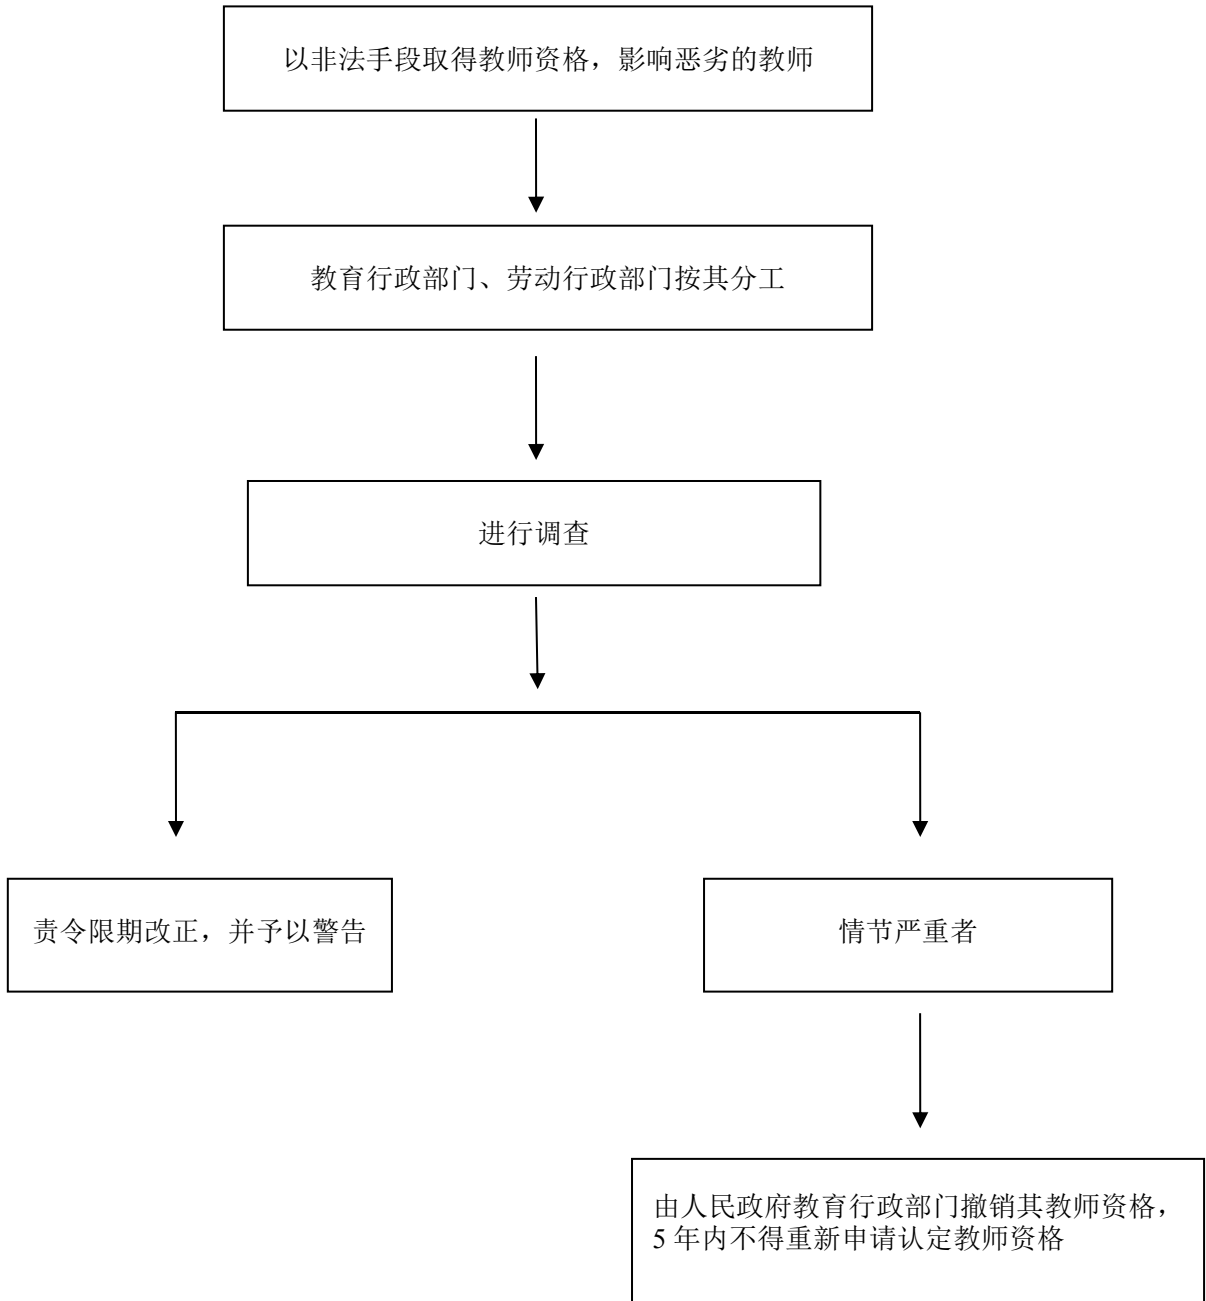 以非法手段取得教师资格，影响恶劣的教师
教育行政部门、劳动行政部门按其分工
进行调查
责令限期改正，并予以警告
情节严重者
由人民政府教育行政部门撤销其教师资格，
5 年内不得重新申请认定教师资格